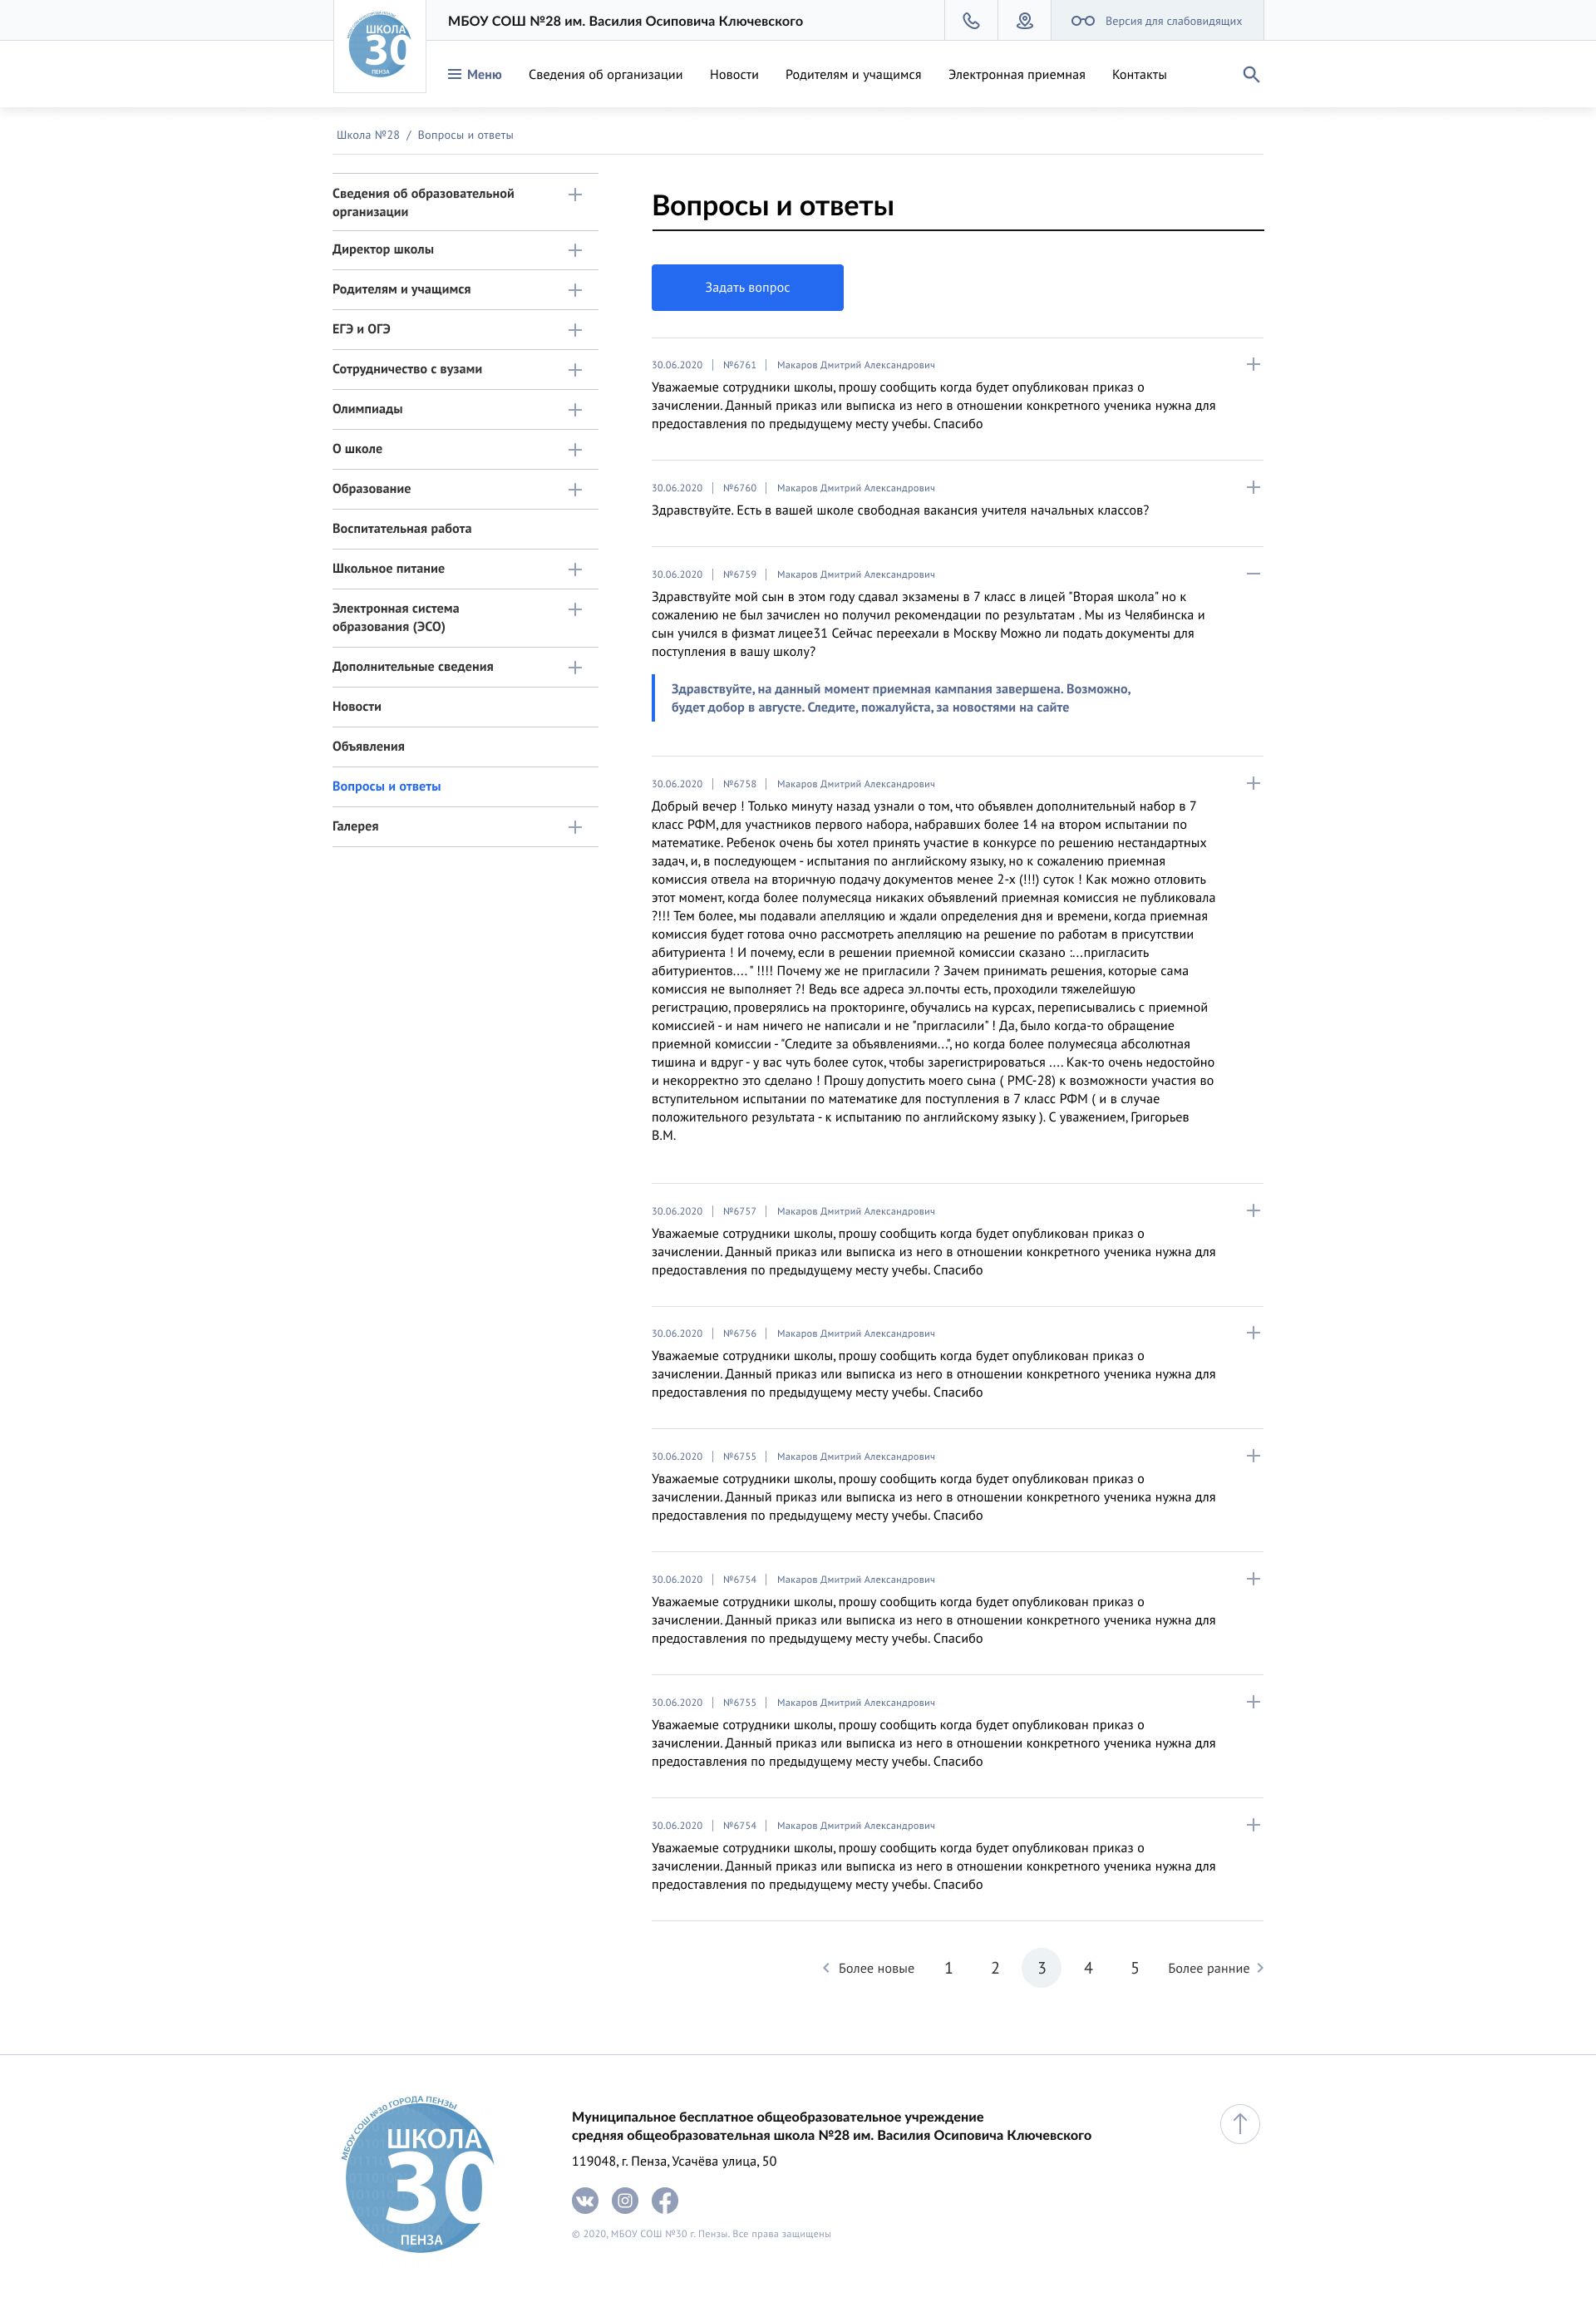 МБОУ СОШ №28 им. Василия Осиповича Ключевского
Версия для слабовидящих
ШКОЛА
30
ПЕНЗА
Меню
Сведения об организации
Новости
Родителям и учащимся
Электронная приемная
Контакты
Школа №28 / Вопросы и ответы
Сведения об образовательной
организации
Директор школы
Родителям и учащимся
ЕГЭ и ОГЭ
Сотрудничество с вузами
Олимпиады
О школе
Образование
Воспитательная работа
Школьное питание
Электронная система
образования (ЭСО)
Дополнительные сведения
Новости
Объявления
Вопросы и ответы
Галерея
Вопросы и ответы
Задать вопрос
30.06.2020 | №6761 | Макаров Дмитрий Александрович
Уважаемые сотрудники школы, прошу сообщить когда будет опубликован приказ о
зачислении. Данный приказ или выписка из него в отношении конкретного ученика нужна для
предоставления по предыдущему месту учебы. Спасибо
30.06.2020 | №6760 | Макаров Дмитрий Александрович
Здравствуйте. Есть в вашей школе свободная вакансия учителя начальных классов?
30.06.2020 | №6759 | Макаров Дмитрий Александрович
Здравствуйте мой сын в этом году сдавал экзамены в 7 класс в лицей "Вторая школа" но к
сожалению не был зачислен но получил рекомендации по результатам . Мы из Челябинска и
сын учился в физмат лицее31 Сейчас переехали в Москву Можно ли подать документы для
поступления в вашу школу?
Здравствуйте, на данный момент приемная кампания завершена. Возможно,
будет добор в августе. Следите, пожалуйста, за новостями на сайте
30.06.2020 | №6758 | Макаров Дмитрий Александрович
Добрый вечер ! Только минуту назад узнали о том, что объявлен дополнительный набор в 7
класс РФМ, для участников первого набора, набравших более 14 на втором испытании по
математике. Ребенок очень бы хотел принять участие в конкурсе по решению нестандартных
задач, и, в последующем - испытания по английскому языку, но к сожалению приемная
комиссия отвела на вторичную подачу документов менее 2-х (!!!) суток ! Как можно отловить
этот момент, когда более полумесяца никаких объявлений приемная комиссия не публиковала
?!!! Тем более, мы подавали апелляцию и ждали определения дня и времени, когда приемная
комиссия будет готова очно рассмотреть апелляцию на решение по работам в присутствии
абитуриента ! И почему, если в решении приемной комиссии сказано :...пригласить
абитуриентов.... " !!!! Почему же не пригласили ? Зачем принимать решения, которые сама
комиссия не выполняет ?! Ведь все адреса эл.почты есть, проходили тяжелейшую
регистрацию, проверялись на прокторинге, обучались на курсах, переписывались с приемной
комиссией - и нам ничего не написали и не "пригласили" ! Да, было когда-то обращение
приемной комиссии - "Следите за объявлениями...", но когда более полумесяца абсолютная
тишина и вдруг - у вас чуть более суток, чтобы зарегистрироваться .... Как-то очень недостойно
и некорректно это сделано ! Прошу допустить моего сына ( РМС-28) к возможности участия во
вступительном испытании по математике для поступления в 7 класс РФМ ( и в случае
положительного результата - к испытанию по английскому языку ). С уважением, Григорьев
В.М.
30.06.2020 | №6757 | Макаров Дмитрий Александрович
Уважаемые сотрудники школы, прошу сообщить когда будет опубликован приказ о
зачислении. Данный приказ или выписка из него в отношении конкретного ученика нужна для
предоставления по предыдущему месту учебы. Спасибо
30.06.2020 | №6756 | Макаров Дмитрий Александрович
Уважаемые сотрудники школы, прошу сообщить когда будет опубликован приказ о
зачислении. Данный приказ или выписка из него в отношении конкретного ученика нужна для
предоставления по предыдущему месту учебы. Спасибо
30.06.2020 | №6755 | Макаров Дмитрий Александрович
Уважаемые сотрудники школы, прошу сообщить когда будет опубликован приказ о
зачислении. Данный приказ или выписка из него в отношении конкретного ученика нужна для
предоставления по предыдущему месту учебы. Спасибо
30.06.2020 | №6754 | Макаров Дмитрий Александрович
Уважаемые сотрудники школы, прошу сообщить когда будет опубликован приказ о
зачислении. Данный приказ или выписка из него в отношении конкретного ученика нужна для
предоставления по предыдущему месту учебы. Спасибо
30.06.2020 | №6755 | Макаров Дмитрий Александрович
Уважаемые сотрудники школы, прошу сообщить когда будет опубликован приказ о
зачислении. Данный приказ или выписка из него в отношении конкретного ученика нужна для
предоставления по предыдущему месту учебы. Спасибо
30.06.2020 | №6754 | Макаров Дмитрий Александрович
Уважаемые сотрудники школы, прошу сообщить когда будет опубликован приказ о
зачислении. Данный приказ или выписка из него в отношении конкретного ученика нужна для
предоставления по предыдущему месту учебы. Спасибо
Более новые 1 2 3 4 5 Более ранние
МБОУ СОШ №30 ГОРОДА ПЕНЗЫ
ШКОЛА
30
ПЕНЗА
Муниципальное бесплатное общеобразовательное учреждение
средняя общеобразовательная школа №28 им. Василия Осиповича Ключевского
119048, г. Пенза, Усачёва улица, 50
© 2020, МБОУ СОШ №30 г. Пензы. Все права защищены